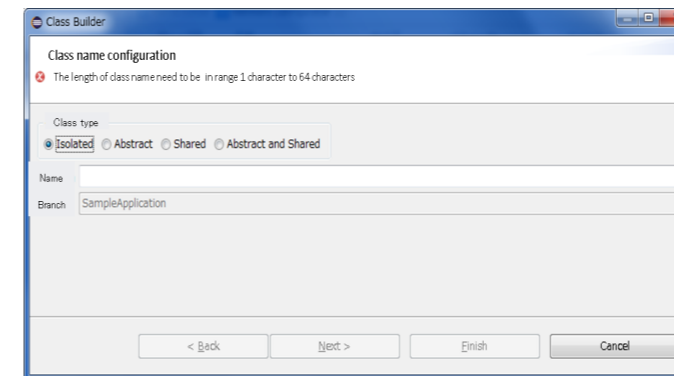 Class Builder
Class name configuration
The length of class name need to be in range 1 character to 64 characters
Class type
Isolated Abstract Shared Abstract and Shared
Name
Branch SampleApplication
< Back Next > Finish Cancel